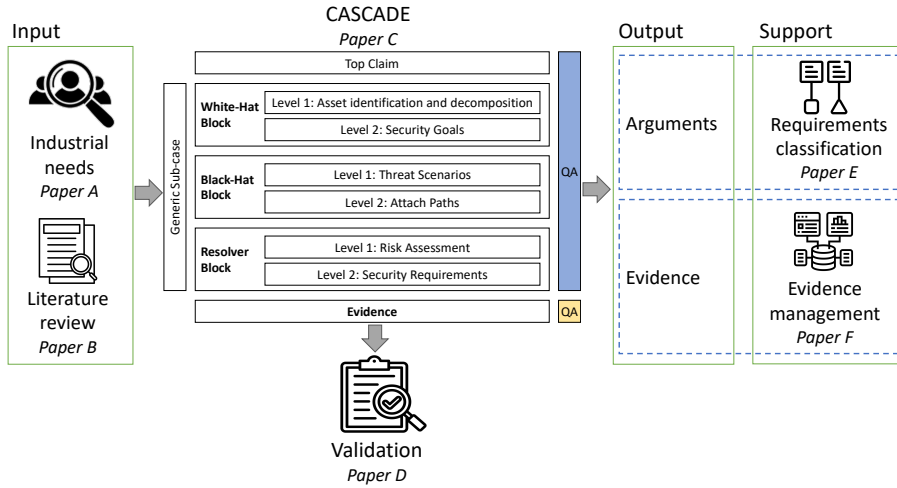 Input
Industrial
needs
Paper A
Literature
review
Paper B
CASCADE
Paper C
Top Claim
Generic Sub-case
White-Hat
Block
Level 1: Asset identification and decomposition
Level 2: Security Goals
Black-Hat
Block
Level 1: Threat Scenarios
Level 2: Attach Paths
Resolver
Block
Level 1: Risk Assessment
Level 2: Security Requirements
QA
Evidence
QA
Validation
Paper D
Output
Arguments
Evidence
Support
Requirements
classification
Paper E
Evidence
management
Paper F